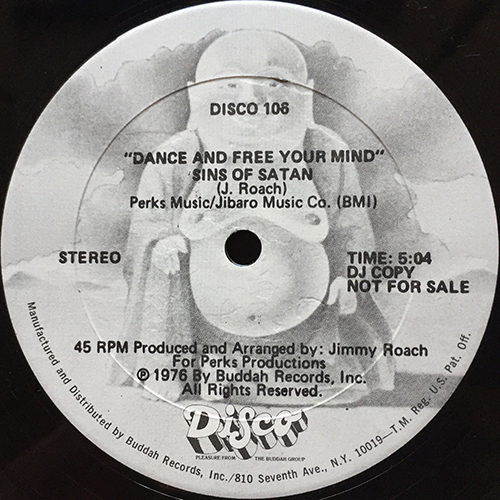 DISCO 106
"DANCE AND FREE YOUR MIND"
SINS OF SATAN
(J. Roach)
Perks Music/Jibaro Music Co. (BMI)
STEREO
TIME: 5:04
DJ COPY
NOT FOR SALE
45 RPM Produced and Arranged by: Jimmy Roach
For Perks Productions
℗ 1976 By Buddah Records, Inc.
All Rights Reserved.
Disco
PLEASURE FROM THE BUDDAH GROUP
Manufactured and Distributed by Buddah Records, Inc./810 Seventh Ave., N.Y. 10019—T.M. Reg. U.S. Pat. Off.